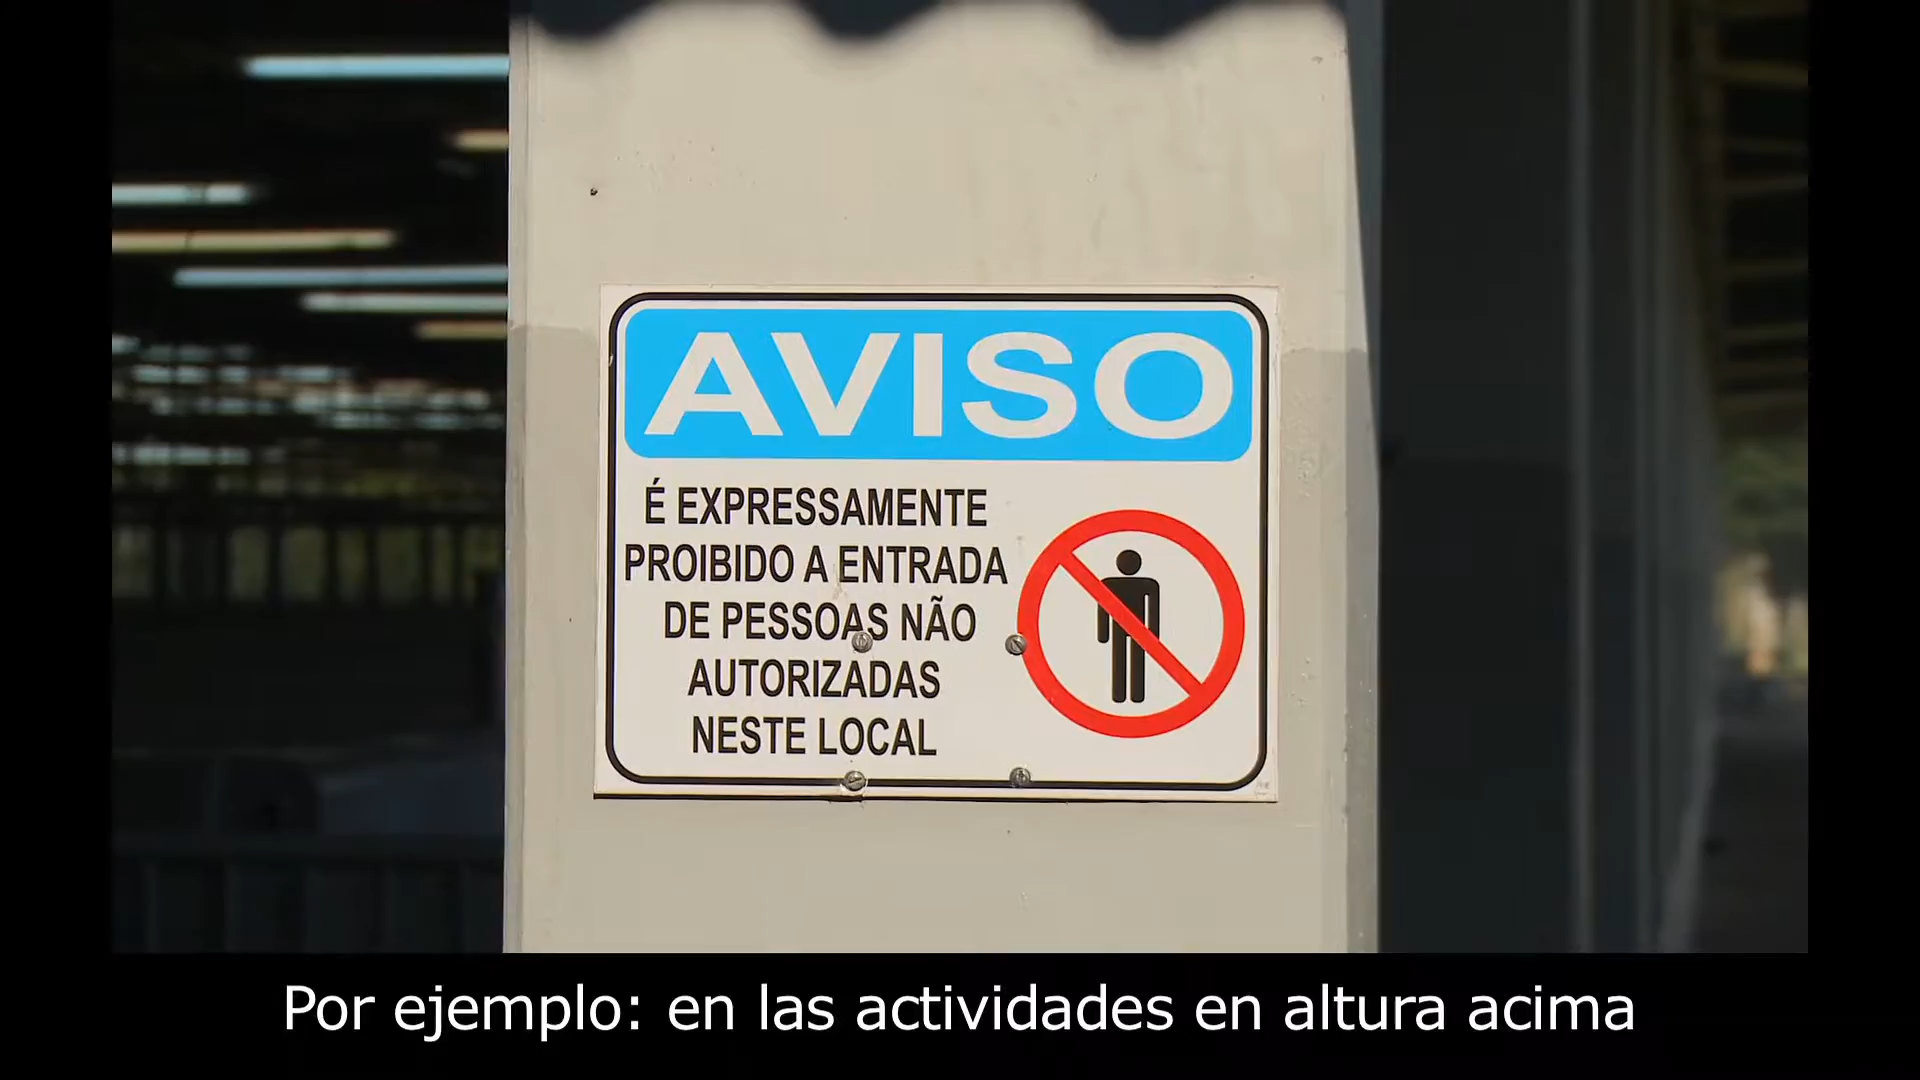 AVISO
É EXPRESSAMENTE
PROIBIDO A ENTRADA
DE PESSOAS NÃO
AUTORIZADAS
NESTE LOCAL
Por ejemplo: en las actividades en altura acima